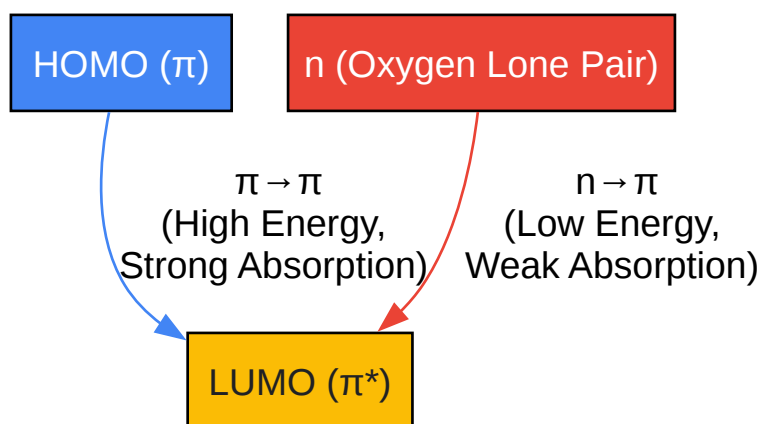 HOMO (π)
n (Oxygen Lone Pair)
π→π
(High Energy,
Strong Absorption)
n→π
(Low Energy,
Weak Absorption)
LUMO (π*)